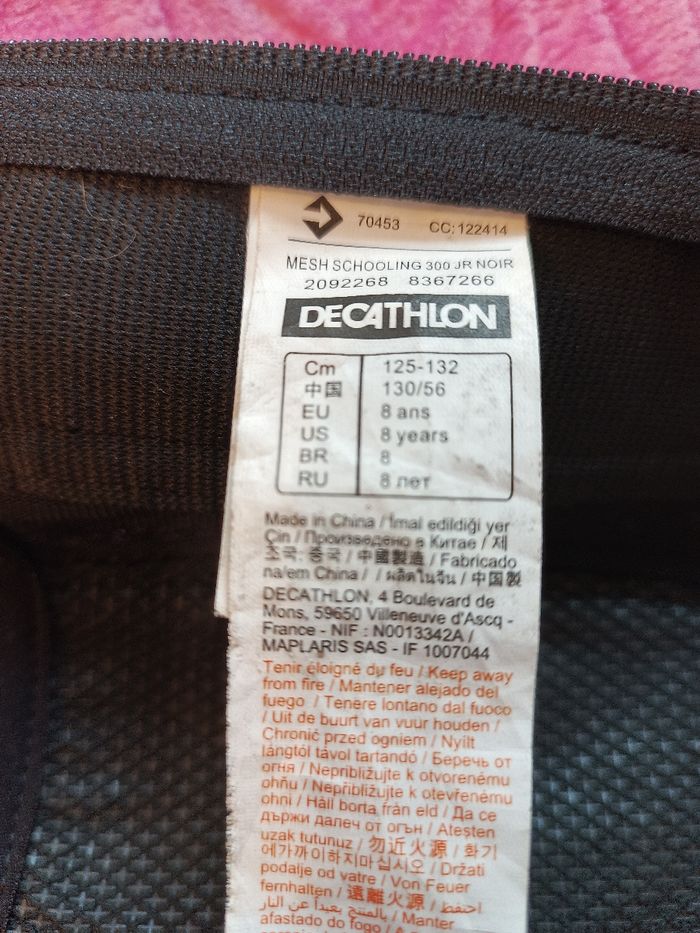 70453 CC:122414
MESH SCHOOLING 300 JR NOIR
2092268 8367266
DECATHLON
Cm 125-132
中国 130/56
EU 8 ans
US 8 years
BR 8
RU 8 лет
Made in China / İmal edildiği yer
Çin / Произведено в Китае / 제
조국: 중국 / 中國製造 / Fabricado
na/em China / / ผลิตในจีน / 中国製
DECATHLON, 4 Boulevard de
Mons, 59650 Villeneuve d'Ascq -
France - NIF : N0013342A /
MAPLARIS SAS - IF 1007044
Tenir éloigné du feu / Keep away
from fire / Mantener alejado del
fuego / Tenere lontano dal fuoco
/ Uit de buurt van vuur houden /
Chronić przed ogniem / Nyílt
lángtól távol tartandó / Беречь от
огня / Nepribližujte k otvorenému
ohňu / Nepřibližujte k otevřenému
ohni / Håll borta från eld / Да се
държи далеч от огън / Ateşten
uzak tutunuz / 勿近火源 / 화기
에가까이하지마십시오 / Držati
podalje od vatre / Von Feuer
fernhalten / 遠離火源 / احتفظ
بالمنتج بعيداً عن النار / Manter
afastado do fogo /